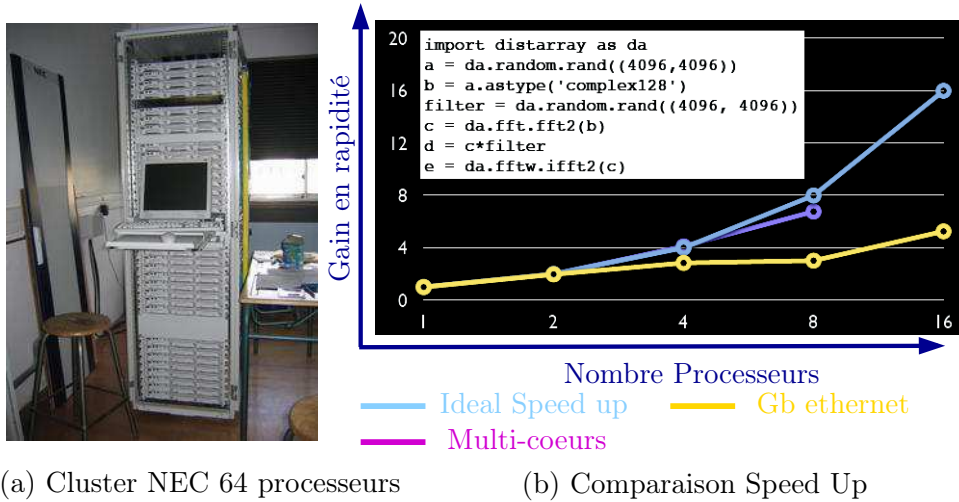 Gain en rapidité
20
16
12
8
4
0
import distarray as da
a = da.random.rand((4096,4096))
b = a.astype('complex128')
filter = da.random.rand((4096, 4096))
c = da.fft.fft2(b)
d = c*filter
e = da.fftw.ifft2(c)
1 2 4 8 16
Nombre Processeurs
Ideal Speed up Gb ethernet
Multi-coeurs
(a) Cluster NEC 64 processeurs (b) Comparaison Speed Up